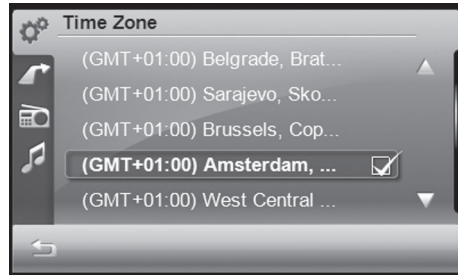 Time Zone
(GMT+01:00) Belgrade, Brat...
(GMT+01:00) Sarajevo, Sko...
(GMT+01:00) Brussels, Cop...
(GMT+01:00) Amsterdam, ...
(GMT+01:00) West Central ...